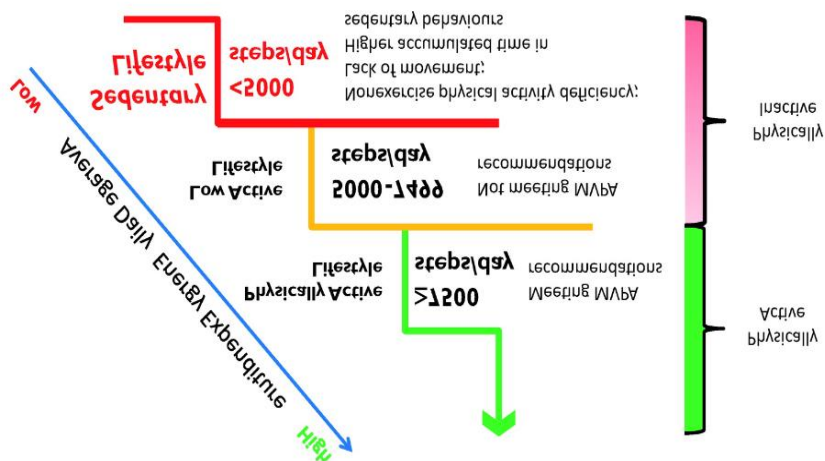 High
Average Daily Energy Expenditure
Low
Physically Active
Lifestyle
≥7500
steps/day
Meeting MVPA
recommendations
Low Active
Lifestyle
5000-7499
steps/day
Not meeting MVPA
recommendations
Sedentary
Lifestyle
<5000
steps/day
Nonexercise physical activity deficiency;
Lack of movement;
Higher accumulated time in
sedentary behaviours
Physically
Active
Physically
Inactive